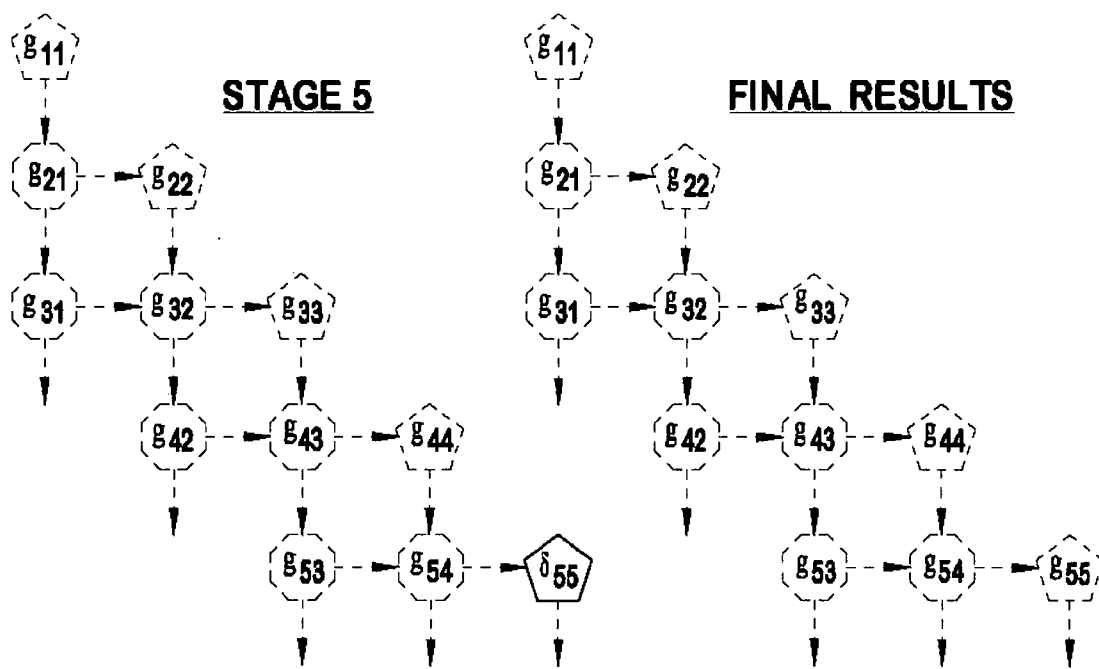 g11 g11
STAGE 5 FINAL RESULTS
g21 g22 g21 g22
g31 g32 g33 g31 g32 g33
g42 g43 g44 g42 g43 g44
g53 g54 δ55 g53 g54 g55